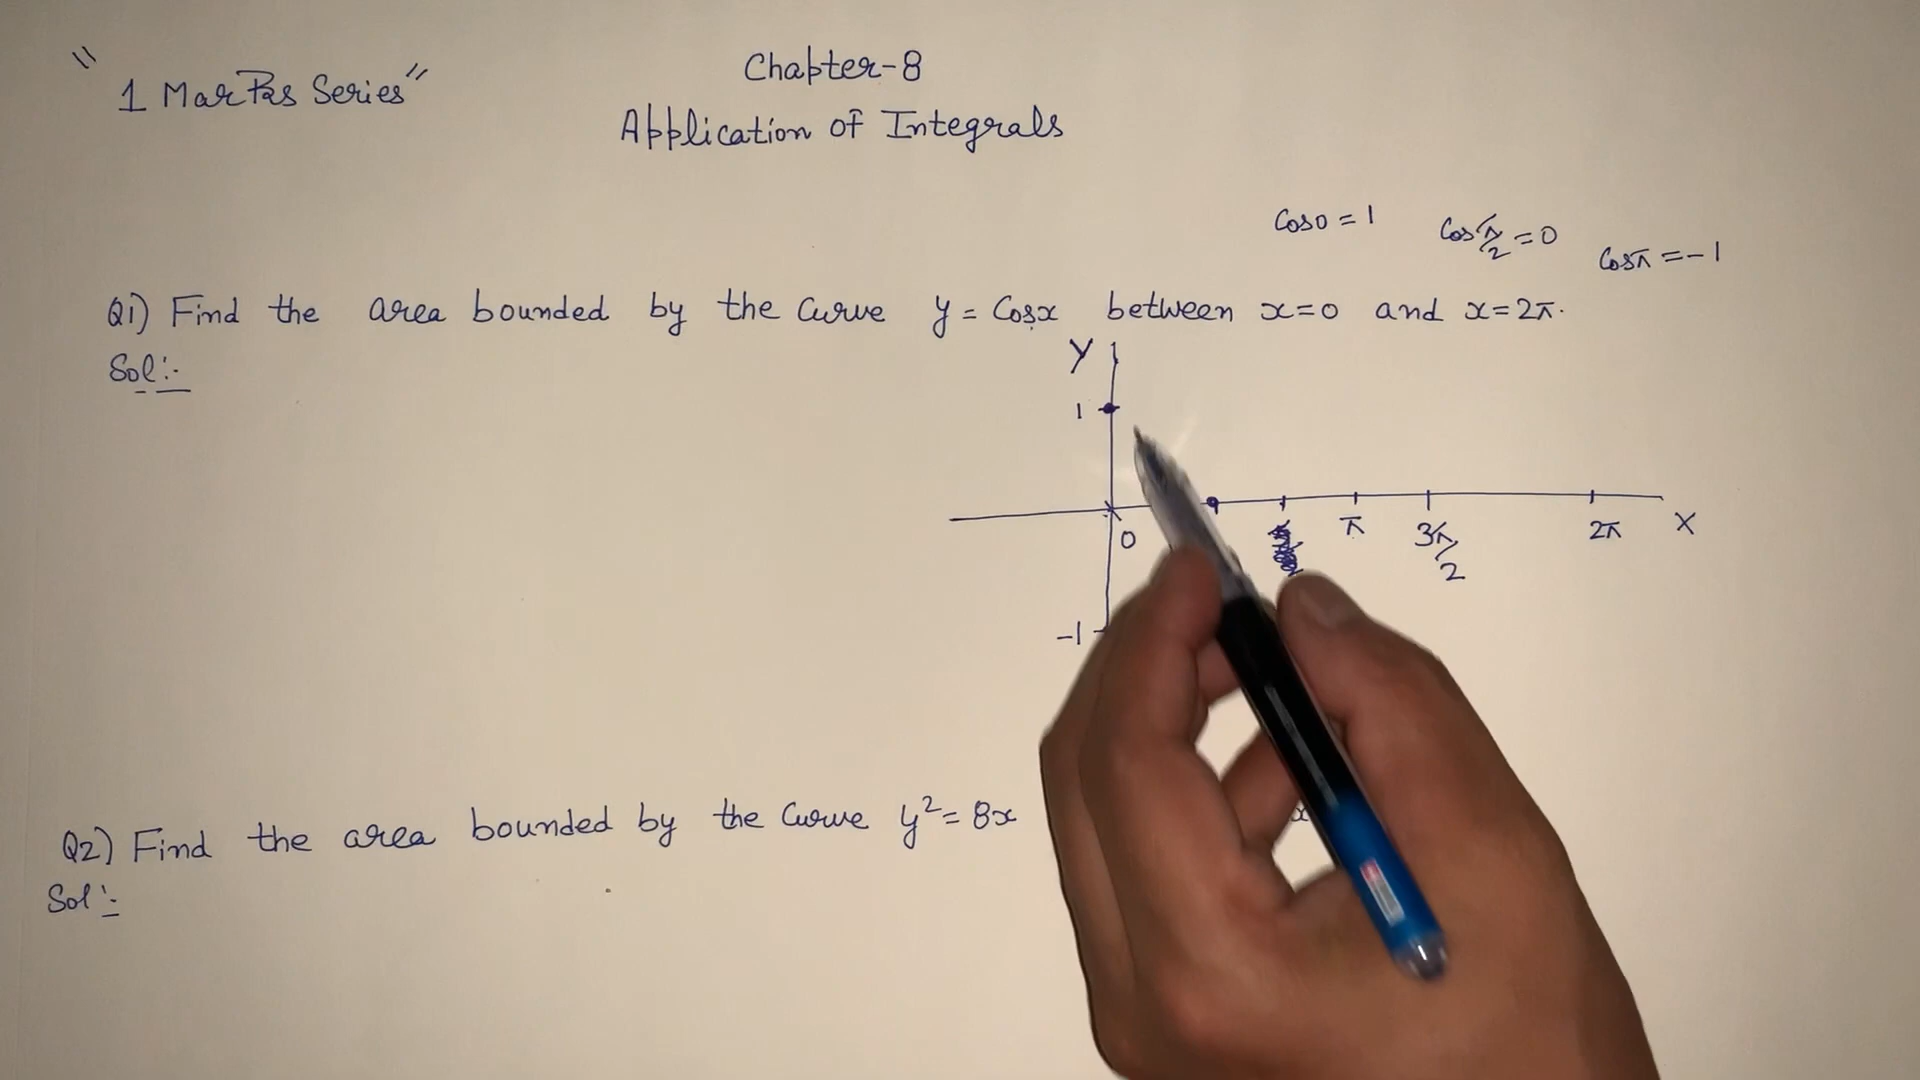 "1 Marks Series"
Chapter-8
Application of Integrals
Cos0 = 1
Cosπ/2 = 0
Cosπ = -1
Q1) Find the area bounded by the curve y = Cosx between x=0 and x=2π.
Sol:-
Y
1
0
π
3π/2
2π
X
-1
Q2) Find the area bounded by the curve y²= 8x
x
Sol:-